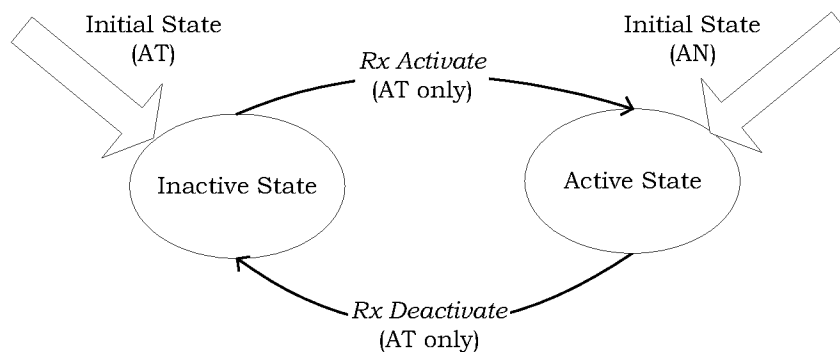 Initial State
(AT)
Initial State
(AN)
Rx Activate
(AT only)
Inactive State
Active State
Rx Deactivate
(AT only)